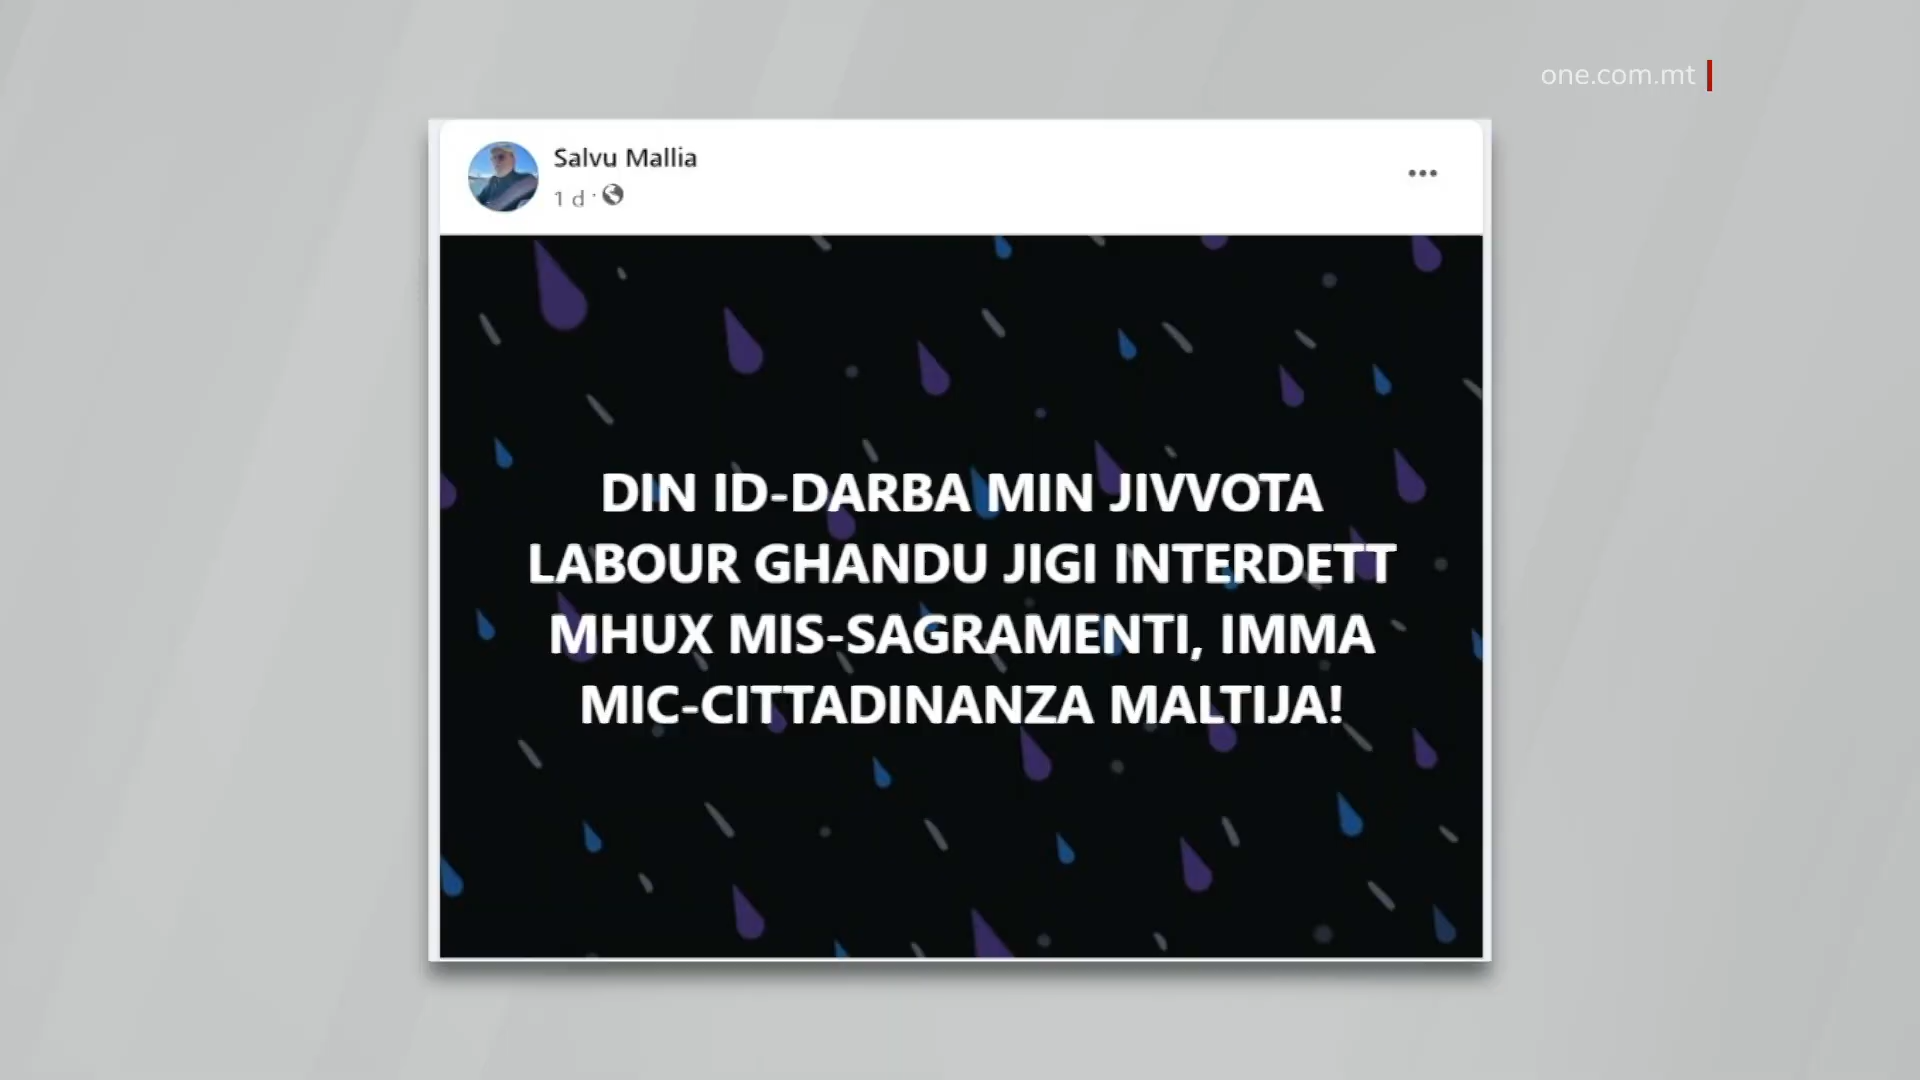 one.com.mt
Salvu Mallia
1 d ·
DIN ID-DARBA MIN JIVVOTA
LABOUR GHANDU JIGI INTERDETT
MHUX MIS-SAGRAMENTI, IMMA
MIC-CITTADINANZA MALTIJA!